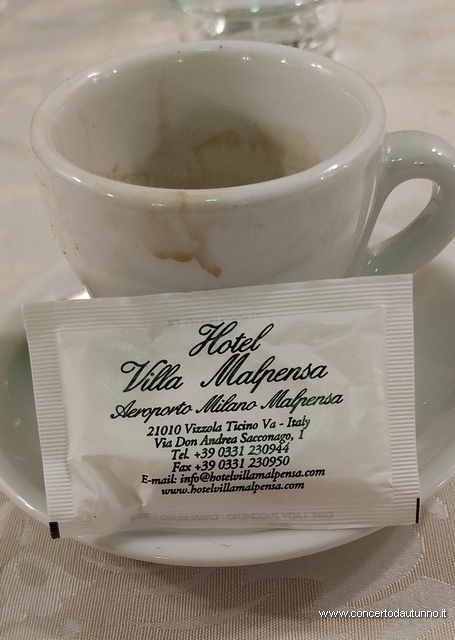 Hotel
Villa Malpensa
Aeroporto Milano Malpensa
21010 Vizzola Ticino Va - Italy
Via Don Andrea Sacconago, 1
Tel. +39 0331 230944
Fax +39 0331 230950
E-mail: info@hotelvillamalpensa.com
www.hotelvillamalpensa.com
www.concertodautunno.it